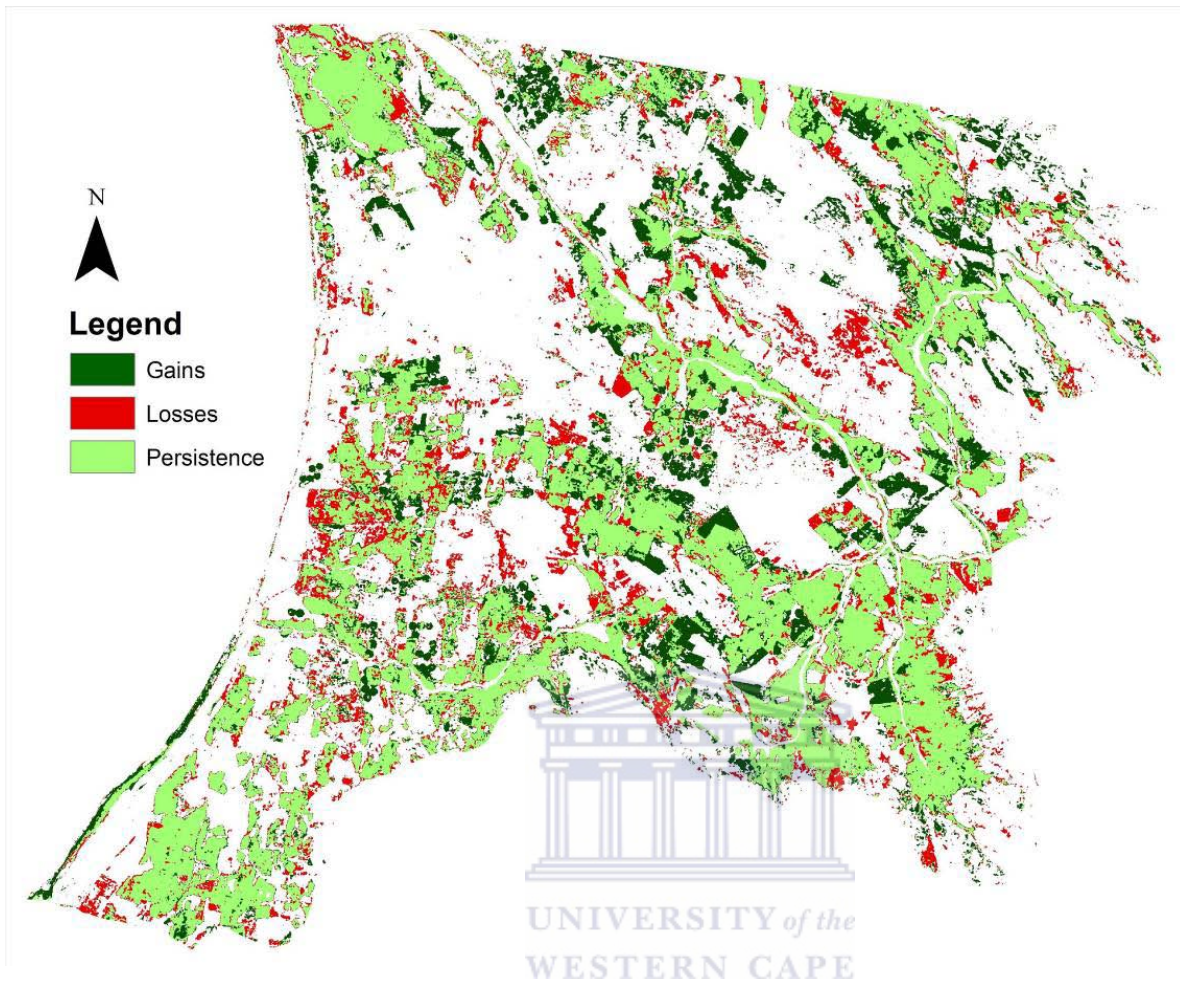 N
Legend
Gains
Losses
Persistence
UNIVERSITY of the
WESTERN CAPE